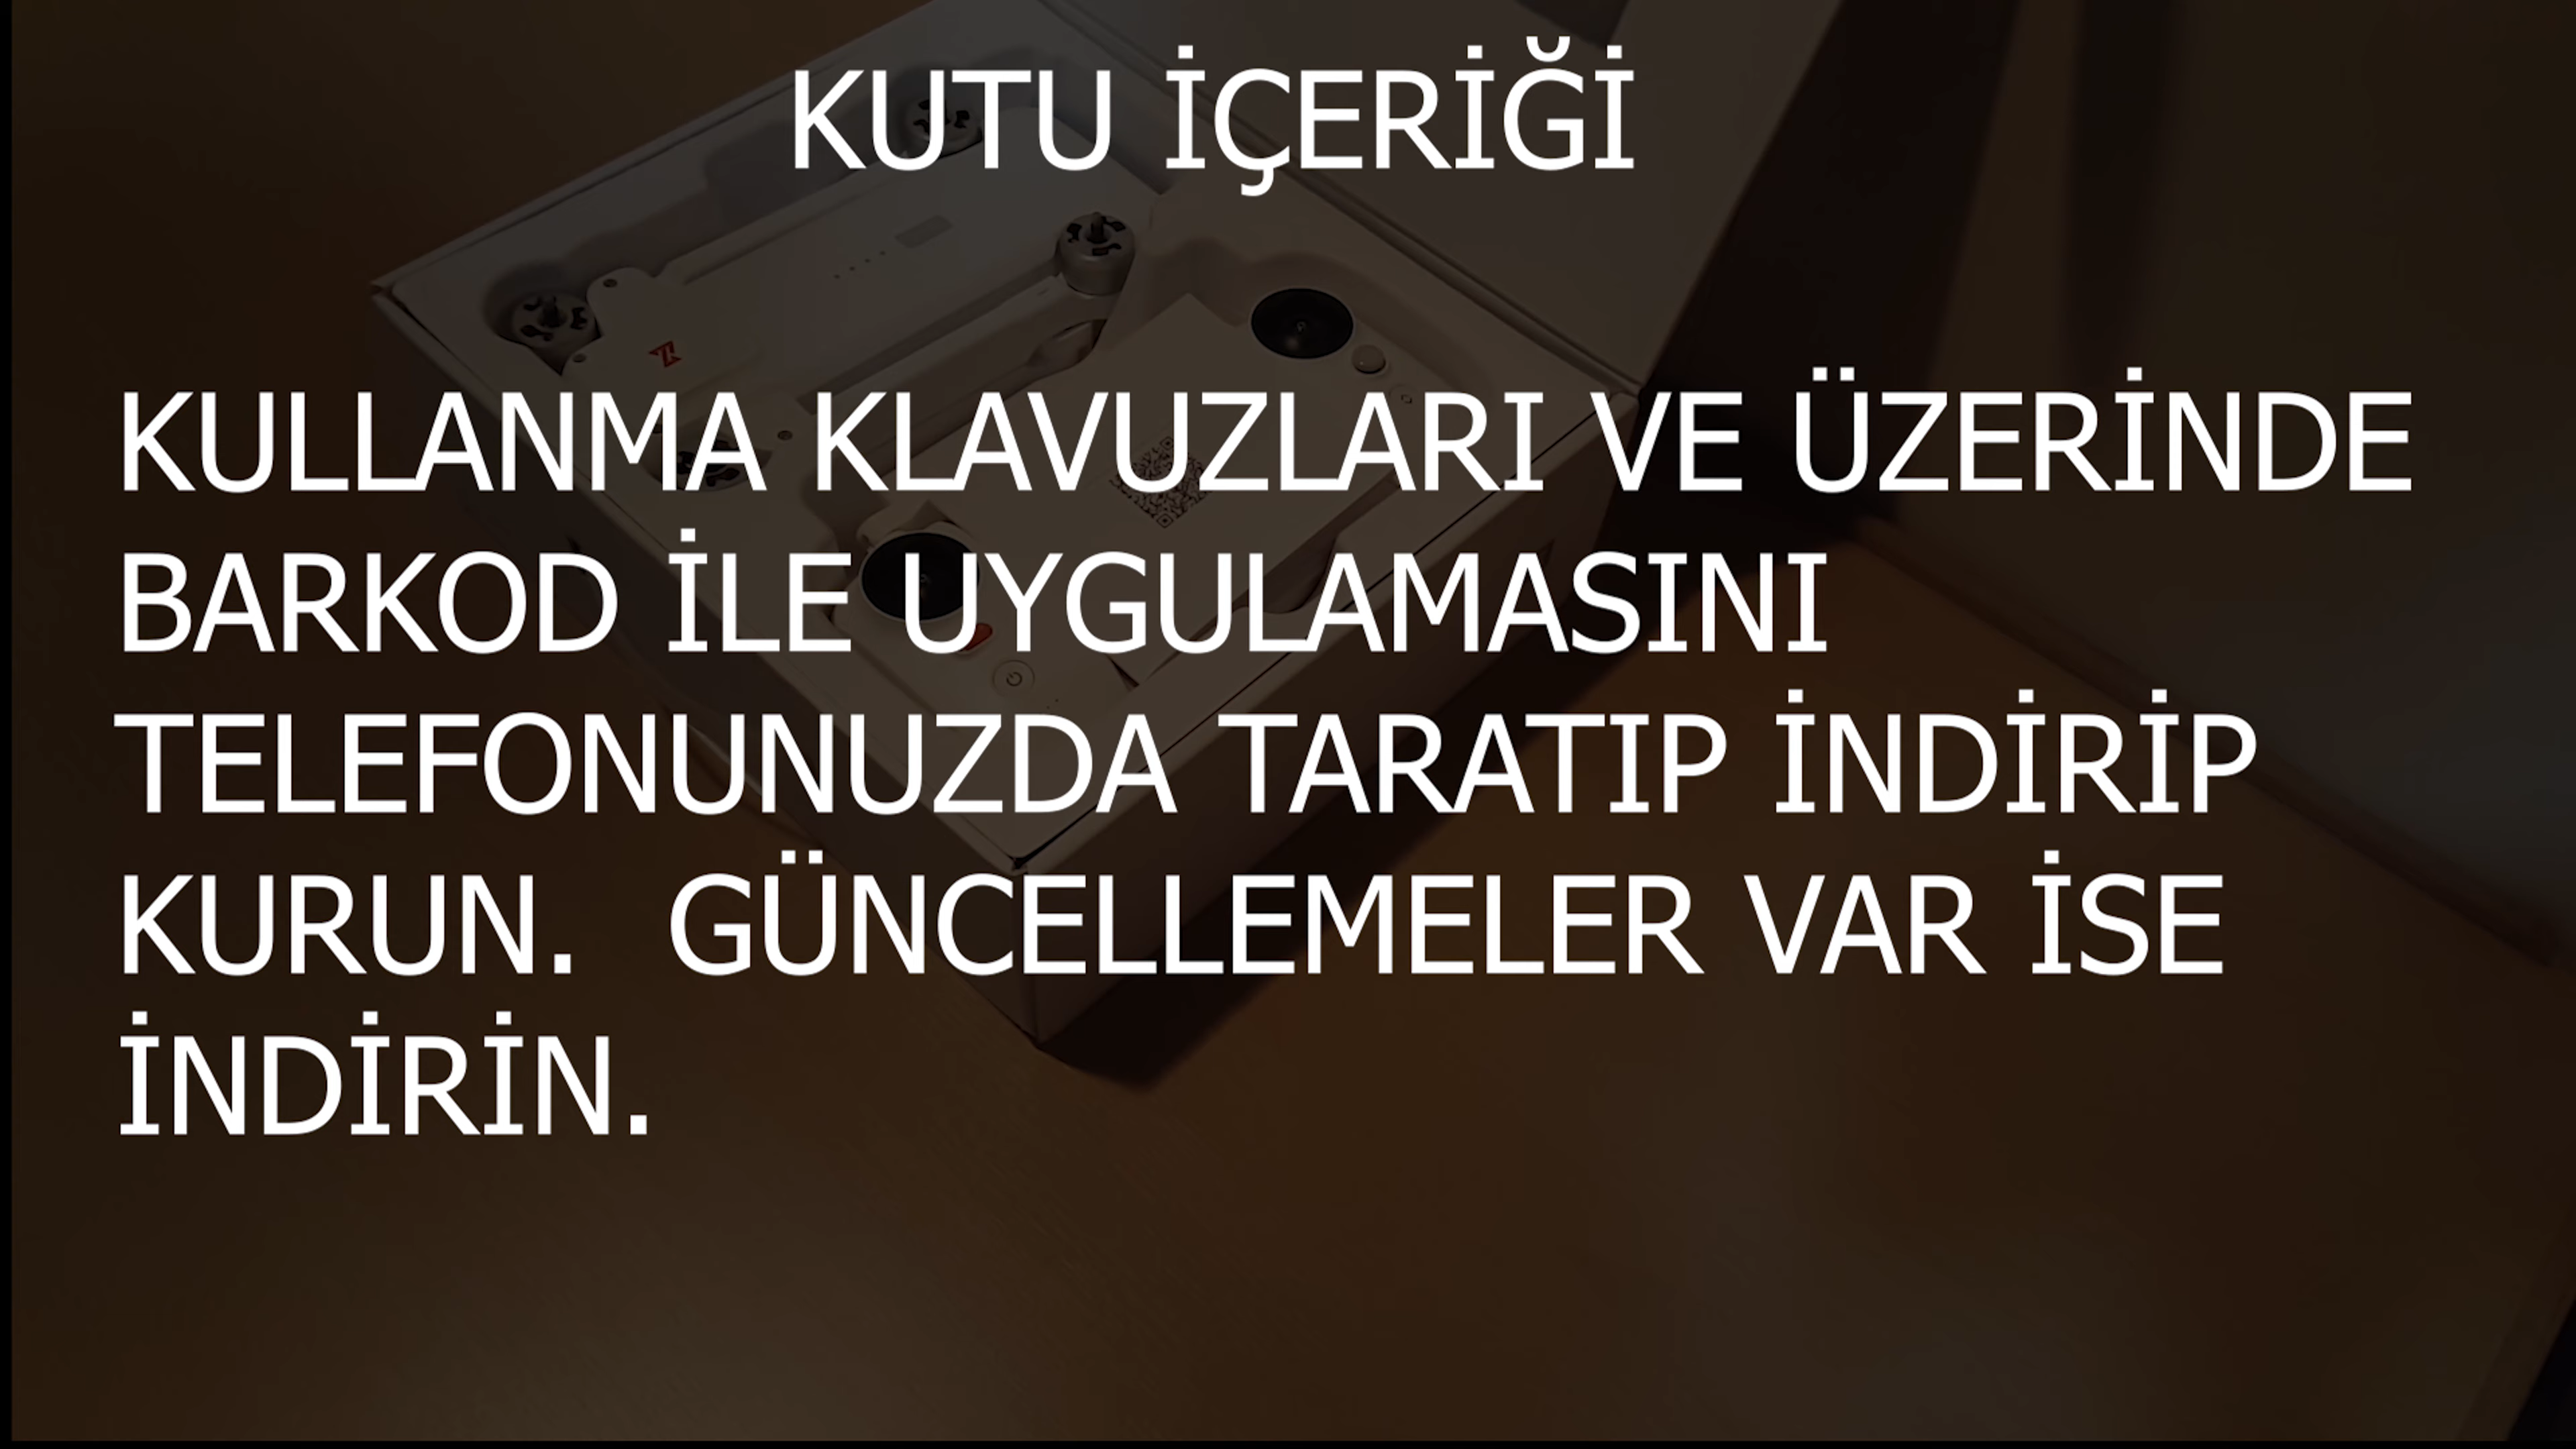 KUTU İÇERİĞİ
KULLANMA KLAVUZLARI VE ÜZERİNDE
BARKOD İLE UYGULAMASINI
TELEFONUNUZDA TARATIP İNDİRİP
KURUN.  GÜNCELLEMELER VAR İSE
İNDİRİN.